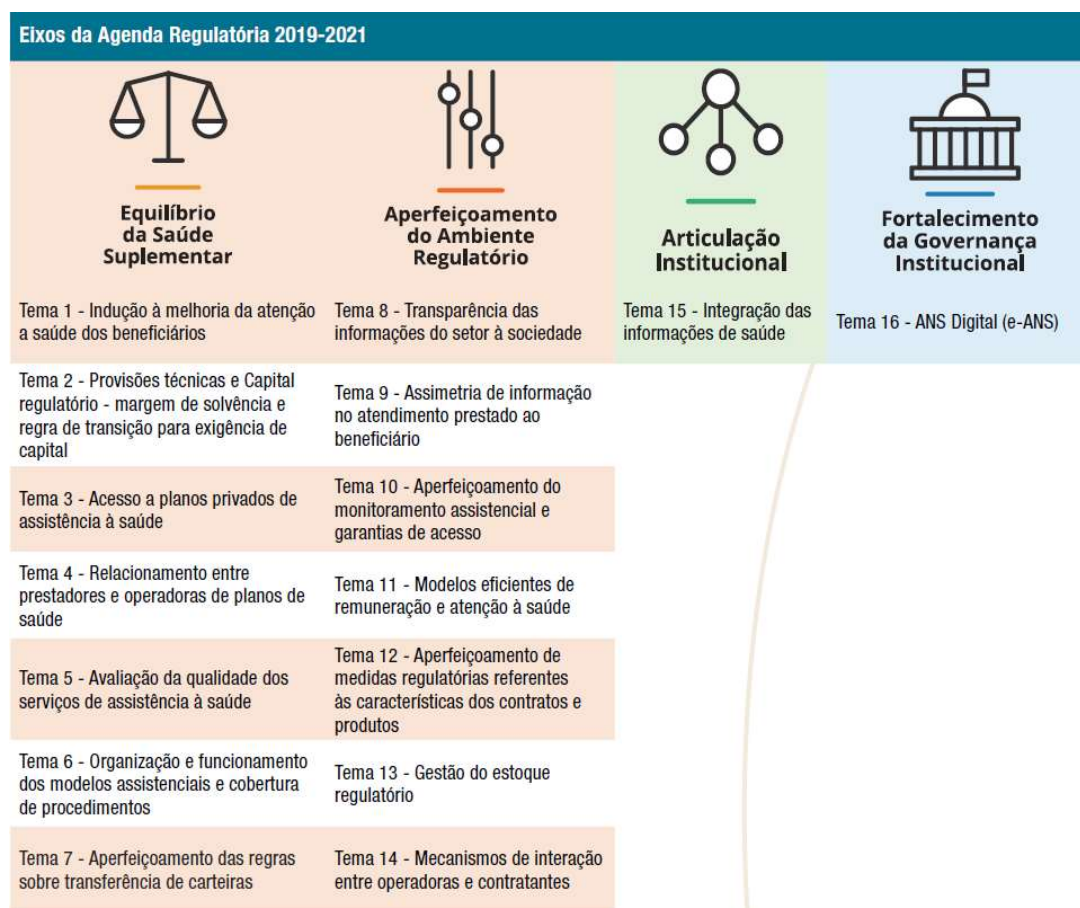 Eixos da Agenda Regulatória 2019-2021
Equilíbrio
da Saúde
Suplementar
Aperfeiçoamento
do Ambiente
Regulatório
Articulação
Institucional
Fortalecimento
da Governança
Institucional
Tema 1 - Indução à melhoria da atenção
a saúde dos beneficiários
Tema 8 - Transparência das
informações do setor à sociedade
Tema 15 - Integração das
informações de saúde
Tema 16 - ANS Digital (e-ANS)
Tema 2 - Provisões técnicas e Capital
regulatório - margem de solvência e
regra de transição para exigência de
capital
Tema 9 - Assimetria de informação
no atendimento prestado ao
beneficiário
Tema 3 - Acesso a planos privados de
assistência à saúde
Tema 10 - Aperfeiçoamento do
monitoramento assistencial e
garantias de acesso
Tema 4 - Relacionamento entre
prestadores e operadoras de planos de
saúde
Tema 11 - Modelos eficientes de
remuneração e atenção à saúde
Tema 5 - Avaliação da qualidade dos
serviços de assistência à saúde
Tema 12 - Aperfeiçoamento de
medidas regulatórias referentes
às características dos contratos e
produtos
Tema 6 - Organização e funcionamento
dos modelos assistenciais e cobertura
de procedimentos
Tema 13 - Gestão do estoque
regulatório
Tema 7 - Aperfeiçoamento das regras
sobre transferência de carteiras
Tema 14 - Mecanismos de interação
entre operadoras e contratantes